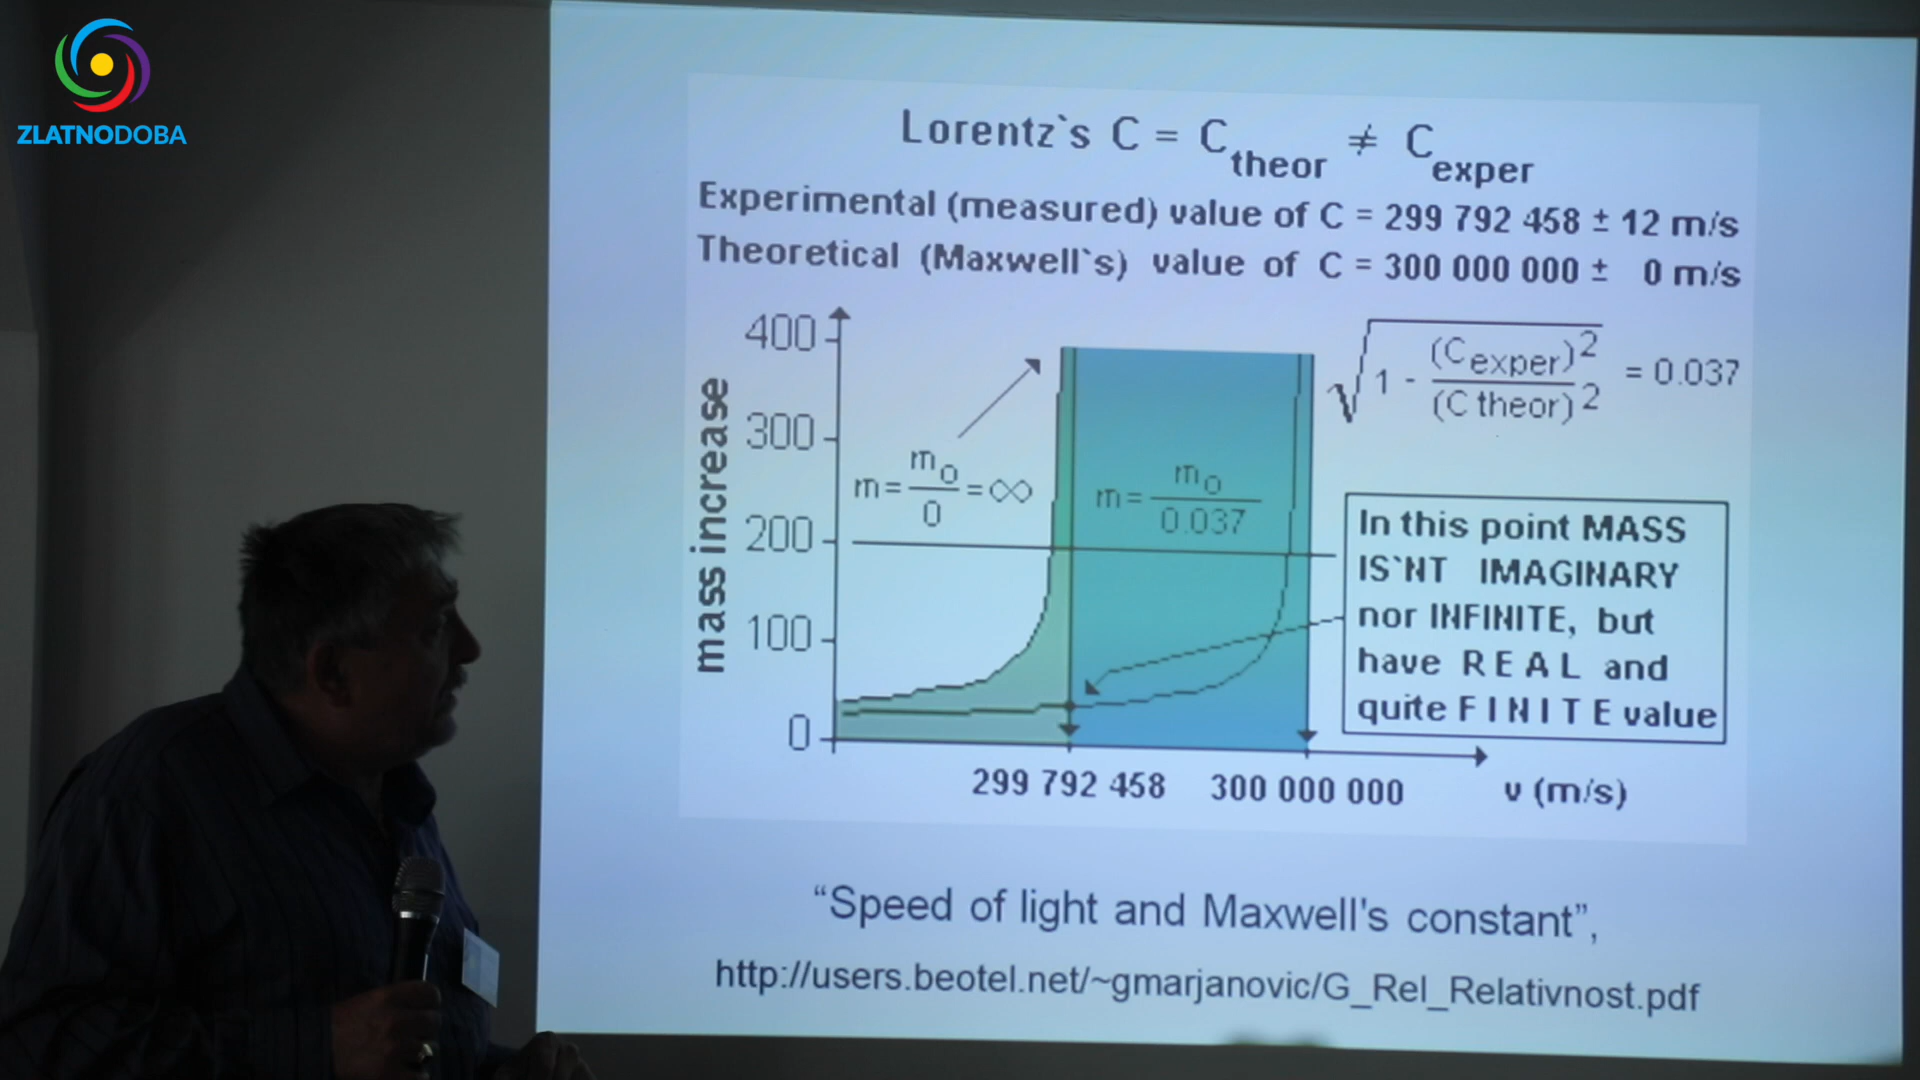 ZLATNODOBA
Lorentz`s C = C theor ≠ C exper
Experimental (measured) value of C = 299 792 458 ± 12 m/s
Theoretical (Maxwell`s) value of C = 300 000 000 ± 0 m/s
400
300
200
100
0
mass increase
m = m₀ / 0 = ∞
m = m₀ / 0.037
√ 1 - (C exper)² / (C theor)² = 0.037
In this point MASS
IS`NT IMAGINARY
nor INFINITE, but
have R E A L and
quite F I N I T E value
299 792 458
300 000 000
v (m/s)
“Speed of light and Maxwell's constant”,
http://users.beotel.net/~gmarjanovic/G_Rel_Relativnost.pdf